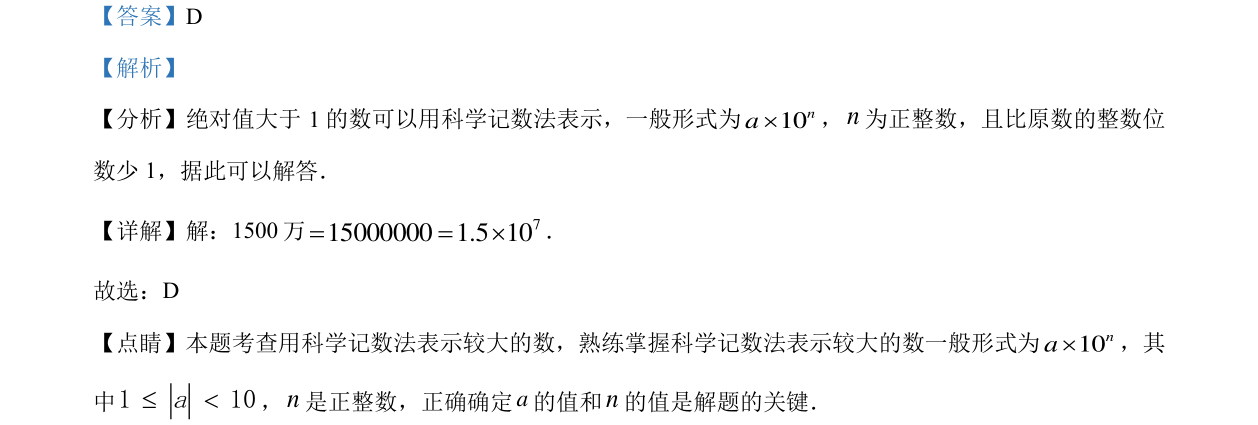 【答案】D
【解析】
【分析】绝对值大于 1 的数可以用科学记数法表示，一般形式为 a×10ⁿ，n 为正整数，且比原数的整数位
数少 1，据此可以解答．
【详解】解：1500 万 =15000000 =1.5×10⁷．
故选：D
【点睛】本题考查用科学记数法表示较大的数，熟练掌握科学记数法表示较大的数一般形式为 a×10ⁿ，其
中 1 ≤ |a| < 10，n 是正整数，正确确定 a 的值和 n 的值是解题的关键．